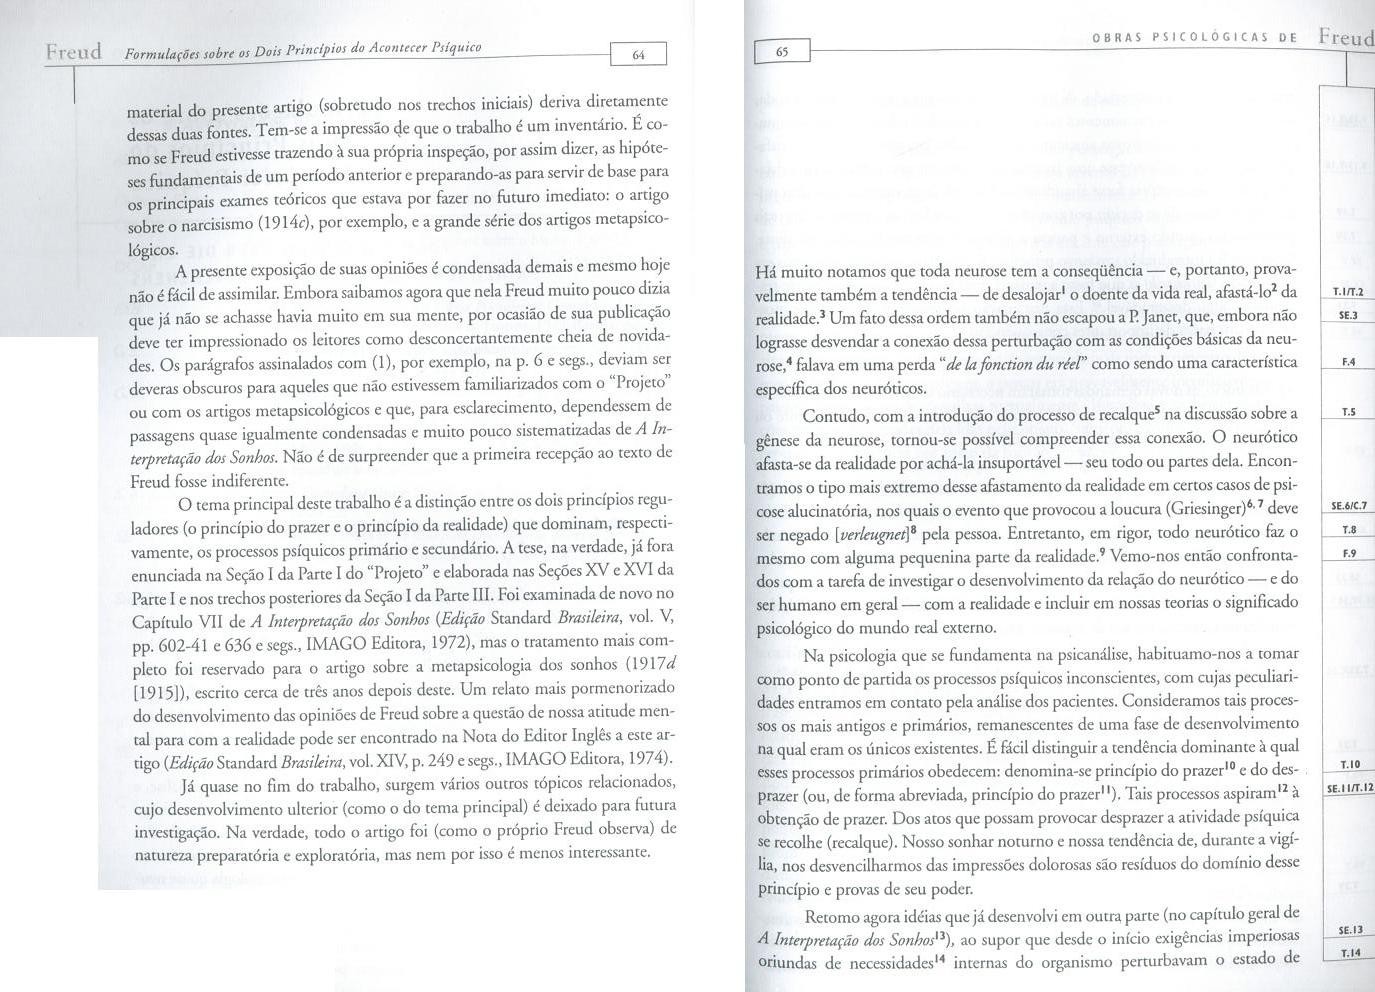 Freud Formulações sobre os Dois Princípios do Acontecer Psíquico 64
material do presente artigo (sobretudo nos trechos iniciais) deriva diretamente
dessas duas fontes. Tem-se a impressão de que o trabalho é um inventário. É co-
mo se Freud estivesse trazendo à sua própria inspeção, por assim dizer, as hipóte-
ses fundamentais de um período anterior e preparando-as para servir de base para
os principais exames teóricos que estava por fazer no futuro imediato: o artigo
sobre o narcisismo (1914c), por exemplo, e a grande série dos artigos metapsico-
lógicos.
A presente exposição de suas opiniões é condensada demais e mesmo hoje
não é fácil de assimilar. Embora saibamos agora que nela Freud muito pouco dizia
que já não se achasse havia muito em sua mente, por ocasião de sua publicação
deve ter impressionado os leitores como desconcertantemente cheia de novida-
des. Os parágrafos assinalados com (1), por exemplo, na p. 6 e segs., deviam ser
deveras obscuros para aqueles que não estivessem familiarizados com o “Projeto”
ou com os artigos metapsicológicos e que, para esclarecimento, dependessem de
passagens quase igualmente condensadas e muito pouco sistematizadas de A In-
terpretação dos Sonhos. Não é de surpreender que a primeira recepção ao texto de
Freud fosse indiferente.
O tema principal deste trabalho é a distinção entre os dois princípios regu-
ladores (o princípio do prazer e o princípio da realidade) que dominam, respecti-
vamente, os processos psíquicos primário e secundário. A tese, na verdade, já fora
enunciada na Seção I da Parte I do “Projeto” e elaborada nas Seções XV e XVI da
Parte I e nos trechos posteriores da Seção I da Parte III. Foi examinada de novo no
Capítulo VII de A Interpretação dos Sonhos (Edição Standard Brasileira, vol. V,
pp. 602-41 e 636 e segs., IMAGO Editora, 1972), mas o tratamento mais com-
pleto foi reservado para o artigo sobre a metapsicologia dos sonhos (1917d
[1915]), escrito cerca de três anos depois deste. Um relato mais pormenorizado
do desenvolvimento das opiniões de Freud sobre a questão de nossa atitude men-
tal para com a realidade pode ser encontrado na Nota do Editor Inglês a este ar-
tigo (Edição Standard Brasileira, vol. XIV, p. 249 e segs., IMAGO Editora, 1974).
Já quase no fim do trabalho, surgem vários outros tópicos relacionados,
cujo desenvolvimento ulterior (como o do tema principal) é deixado para futura
investigação. Na verdade, todo o artigo foi (como o próprio Freud observa) de
natureza preparatória e exploratória, mas nem por isso é menos interessante.
65 OBRAS PSICOLÓGICAS DE Freud
Há muito notamos que toda neurose tem a conseqüência — e, portanto, prova-
velmente também a tendência — de desalojar¹ o doente da vida real, afastá-lo² da T.1/T.2
realidade.³ Um fato dessa ordem também não escapou a P. Janet, que, embora não SE.3
lograsse desvendar a conexão dessa perturbação com as condições básicas da neu-
rose,⁴ falava em uma perda “de la fonction du réel” como sendo uma característica F.4
específica dos neuróticos.
Contudo, com a introdução do processo de recalque⁵ na discussão sobre a T.5
gênese da neurose, tornou-se possível compreender essa conexão. O neurótico
afasta-se da realidade por achá-la insuportável — seu todo ou partes dela. Encon-
tramos o tipo mais extremo desse afastamento da realidade em certos casos de psi-
cose alucinatória, nos quais o evento que provocou a loucura (Griesinger)⁶,⁷ deve SE.6/C.7
ser negado [verleugnet]⁸ pela pessoa. Entretanto, em rigor, todo neurótico faz o T.8
mesmo com alguma pequenina parte da realidade.⁹ Vemo-nos então confronta- F.9
dos com a tarefa de investigar o desenvolvimento da relação do neurótico — e do
ser humano em geral — com a realidade e incluir em nossas teorias o significado
psicológico do mundo real externo.
Na psicologia que se fundamenta na psicanálise, habituamo-nos a tomar
como ponto de partida os processos psíquicos inconscientes, com cujas peculiari-
dades entramos em contato pela análise dos pacientes. Consideramos tais proces-
sos os mais antigos e primários, remanescentes de uma fase de desenvolvimento
na qual eram os únicos existentes. É fácil distinguir a tendência dominante à qual
esses processos primários obedecem: denomina-se princípio do prazer¹⁰ e do des- T.10
prazer (ou, de forma abreviada, princípio do prazer¹¹). Tais processos aspiram¹² à SE.11/T.12
obtenção de prazer. Dos atos que possam provocar desprazer a atividade psíquica
se recolhe (recalque). Nosso sonhar noturno e nossa tendência de, durante a vigí-
lia, nos desvencilharmos das impressões dolorosas são resíduos do domínio desse
princípio e provas de seu poder.
Retomo agora idéias que já desenvolvi em outra parte (no capítulo geral de
A Interpretação dos Sonhos¹³), ao supor que desde o início exigências imperiosas SE.13
oriundas de necessidades¹⁴ internas do organismo perturbavam o estado de T.14